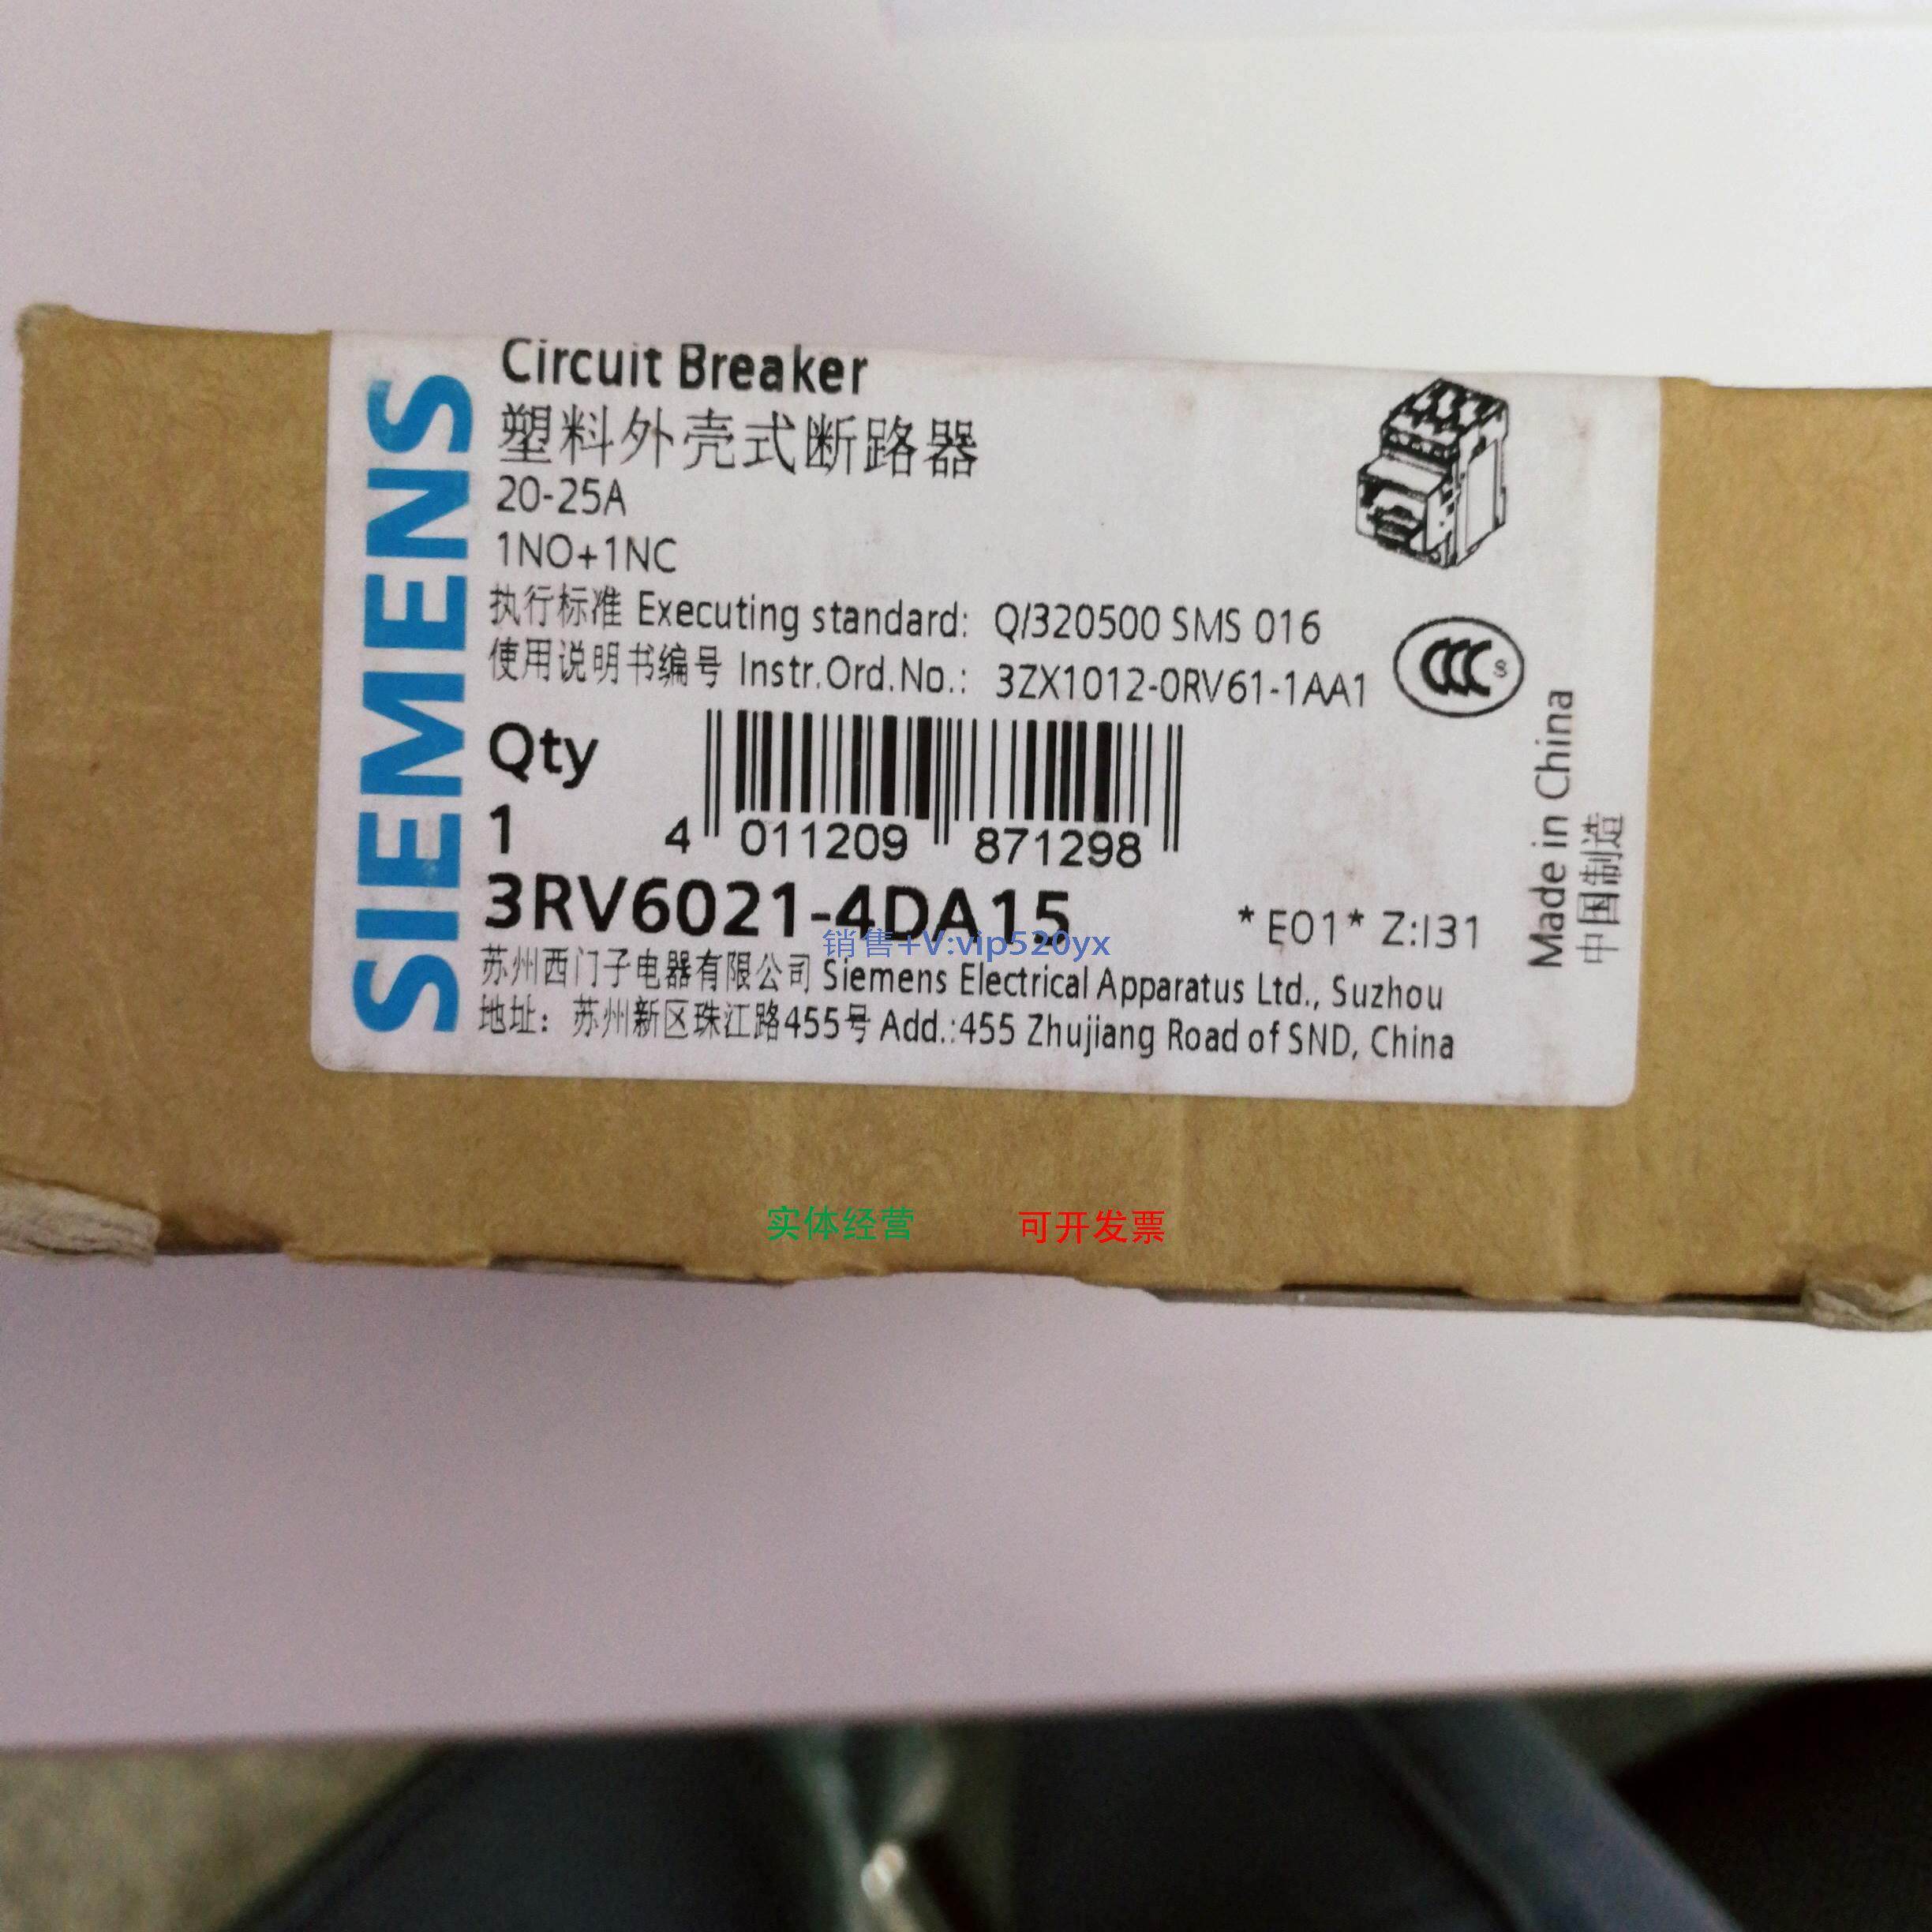 SIEMENS
Circuit Breaker
塑料外壳式断路器
20-25A
1NO+1NC
执行标准 Executing standard: Q/320500 SMS 016
使用说明书编号 Instr.Ord.No.: 3ZX1012-0RV61-1AA1
CCC S
Qty
1
4 011209 871298
3RV6021-4DA15
*E01* Z:I31
销售+V:vip520yx
苏州西门子电器有限公司 Siemens Electrical Apparatus Ltd., Suzhou
地址: 苏州新区珠江路455号 Add.:455 Zhujiang Road of SND, China
Made in China
中国制造
实体经营 可开发票